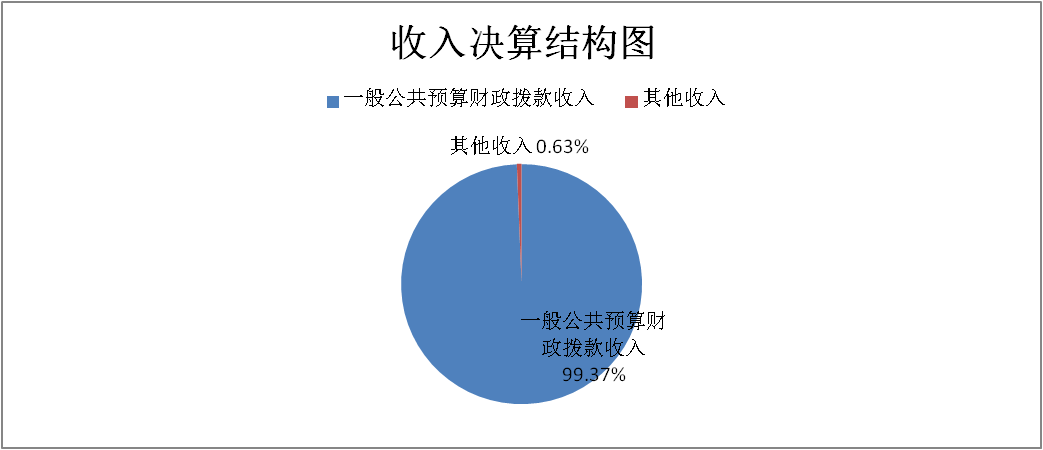 收入决算结构图
一般公共预算财政拨款收入 其他收入
其他收入 0.63%
一般公共预算财
政拨款收入
99.37%